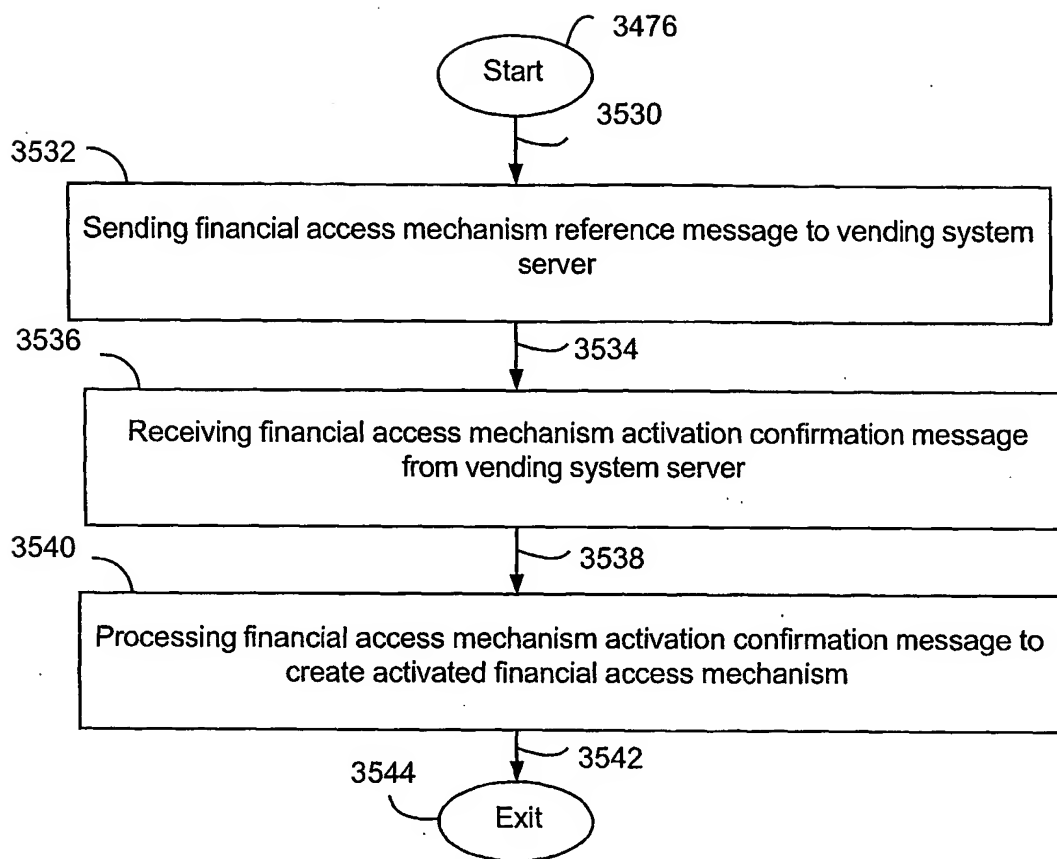 3476
Start
3530
3532
Sending financial access mechanism reference message to vending system
server
3536
3534
Receiving financial access mechanism activation confirmation message
from vending system server
3540
3538
Processing financial access mechanism activation confirmation message to
create activated financial access mechanism
3544
3542
Exit